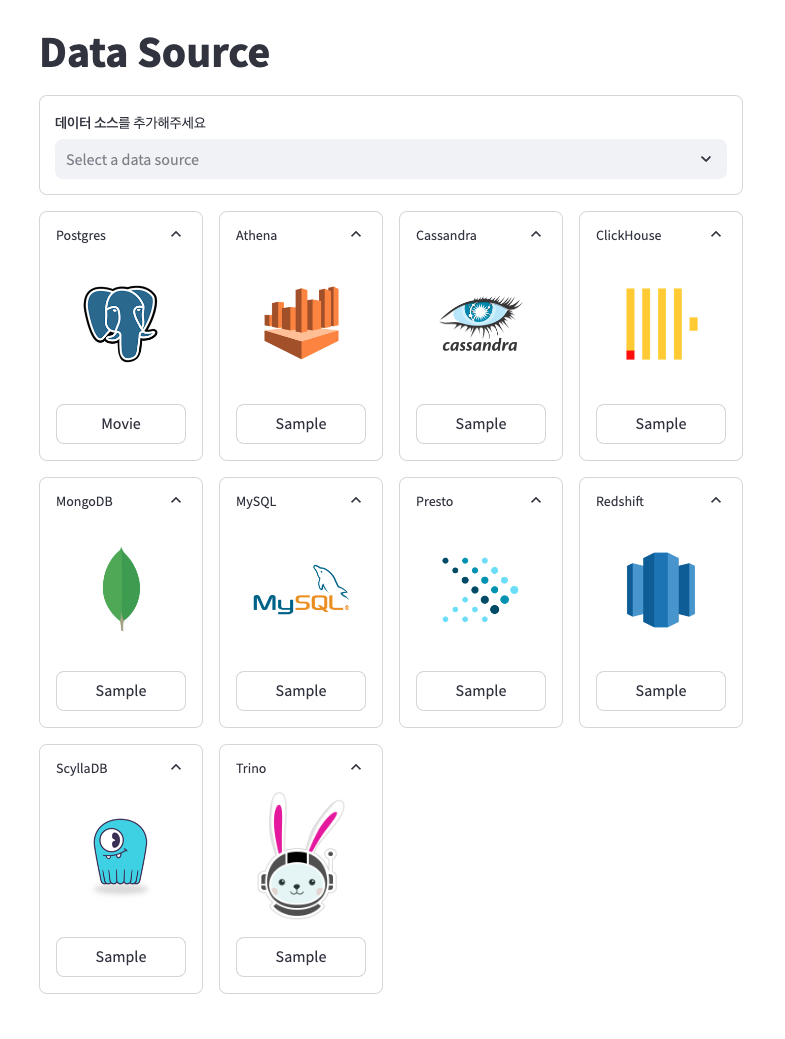 Data Source
데이터 소스를 추가해주세요
Select a data source
Postgres
Athena
Cassandra
ClickHouse
cassandra
Movie
Sample
Sample
Sample
MongoDB
MySQL
Presto
Redshift
MySQL®
Sample
Sample
Sample
Sample
ScyllaDB
Trino
Sample
Sample